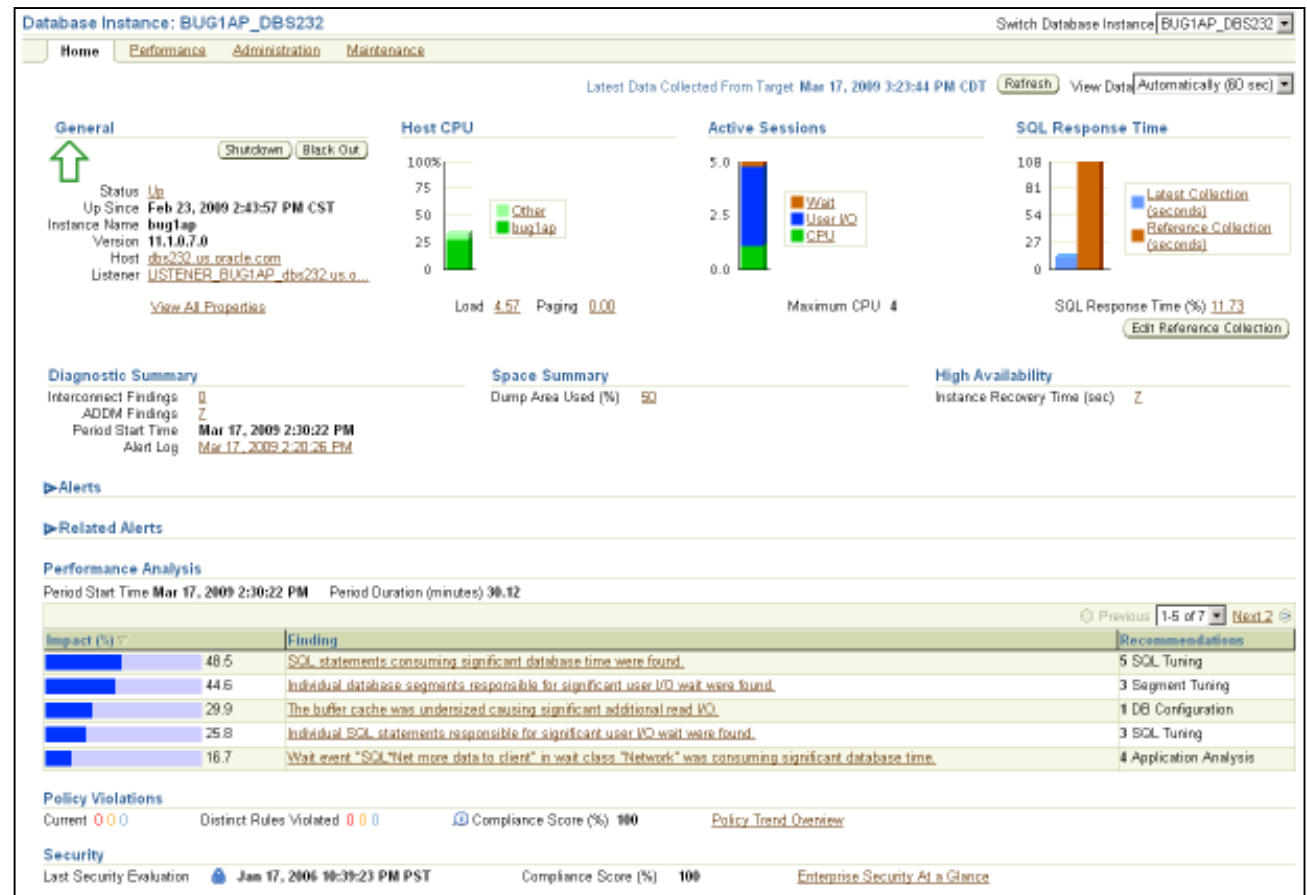 Database Instance: BUG1AP_DBS232
Switch Database Instance BUG1AP_DBS232
Home Performance Administration Maintenance
Latest Data Collected From Target Mar 17, 2009 3:23:44 PM CDT Refresh View Data Automatically (60 sec)
General
Shutdown Black Out
Status Up
Up Since Feb 23, 2009 2:43:57 PM CST
Instance Name bug1ap
Version 11.1.0.7.0
Host dbs232.us.oracle.com
Listener LISTENER_BUG1AP_dbs232.us.o...
View All Properties
Host CPU
100%
75
50
25
0
Other
bug1ap
Load 4.57 Paging 0.00
Active Sessions
5.0
2.5
0.0
Wait
User I/O
CPU
Maximum CPU 4
SQL Response Time
108
81
54
27
0
Latest Collection
(seconds)
Reference Collection
(seconds)
SQL Response Time (%) 11.73
Edit Reference Collection
Diagnostic Summary
Interconnect Findings 0
ADDM Findings 7
Period Start Time Mar 17, 2009 2:30:22 PM
Alert Log Mar 17, 2009 2:20:26 PM
Space Summary
Dump Area Used (%) 50
High Availability
Instance Recovery Time (sec) 7
Alerts
Related Alerts
Performance Analysis
Period Start Time Mar 17, 2009 2:30:22 PM Period Duration (minutes) 30.12
Previous 1-5 of 7 Next 2
Impact (%) Finding Recommendations
48.5 SQL statements consuming significant database time were found. 5 SQL Tuning
44.6 Individual database segments responsible for significant user I/O wait were found. 3 Segment Tuning
29.9 The buffer cache was undersized causing significant additional read I/O. 1 DB Configuration
25.8 Individual SQL statements responsible for significant user I/O wait were found. 3 SQL Tuning
16.7 Wait event "SQL*Net more data to client" in wait class "Network" was consuming significant database time. 4 Application Analysis
Policy Violations
Current 0 0 0 Distinct Rules Violated 0 0 0 Compliance Score (%) 100 Policy Trend Overview
Security
Last Security Evaluation Jan 17, 2006 10:39:23 PM PST Compliance Score (%) 100 Enterprise Security At a Glance